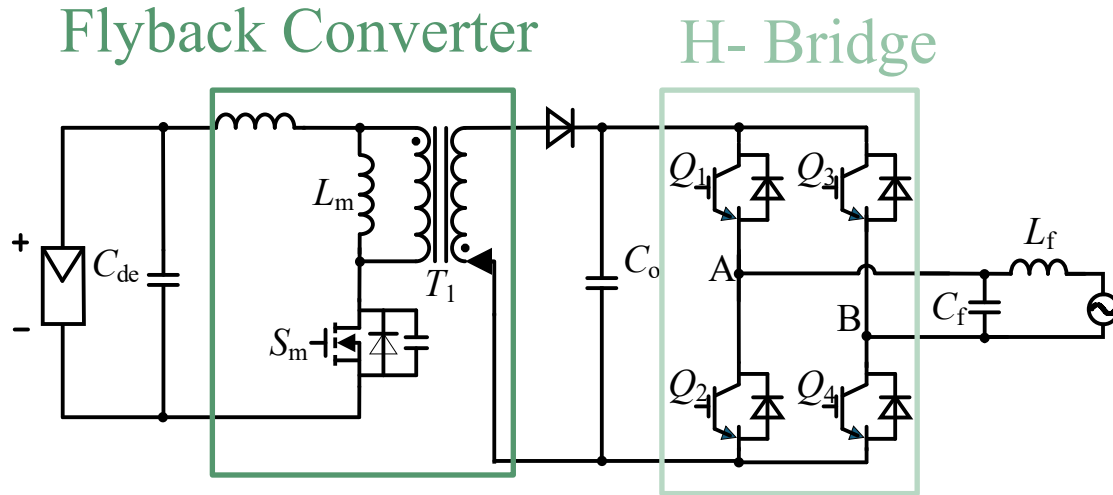 Flyback Converter
H- Bridge
Q1
Q3
Lm
Lf
+
Cde
Co
A
T1
Cf
B
Sm
-
Q2
Q4